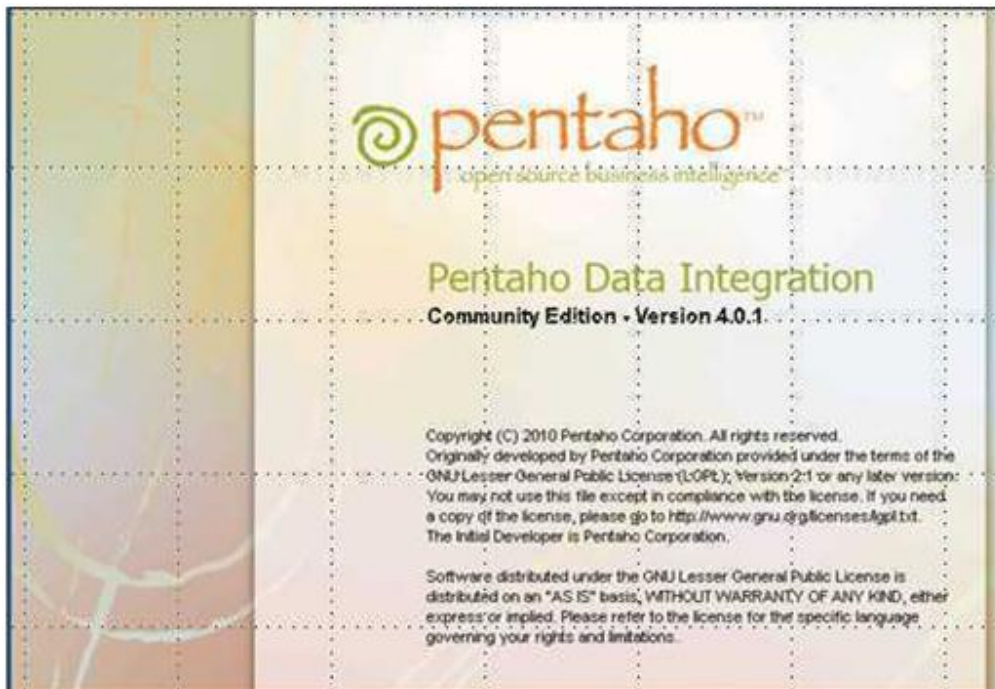 pentaho™
open source business intelligence™
Pentaho Data Integration
Community Edition - Version 4.0.1
Copyright (C) 2010 Pentaho Corporation. All rights reserved.
Originally developed by Pentaho Corporation provided under the terms of the
GNU Lesser General Public License (LGPL), Version 2.1 or any later version.
You may not use this file except in compliance with the license. If you need
a copy of the license, please go to http://www.gnu.org/licenses/lgpl.txt.
The Initial Developer is Pentaho Corporation.
Software distributed under the GNU Lesser General Public License is
distributed on an "AS IS" basis, WITHOUT WARRANTY OF ANY KIND, either
express or implied. Please refer to the license for the specific language
governing your rights and limitations.